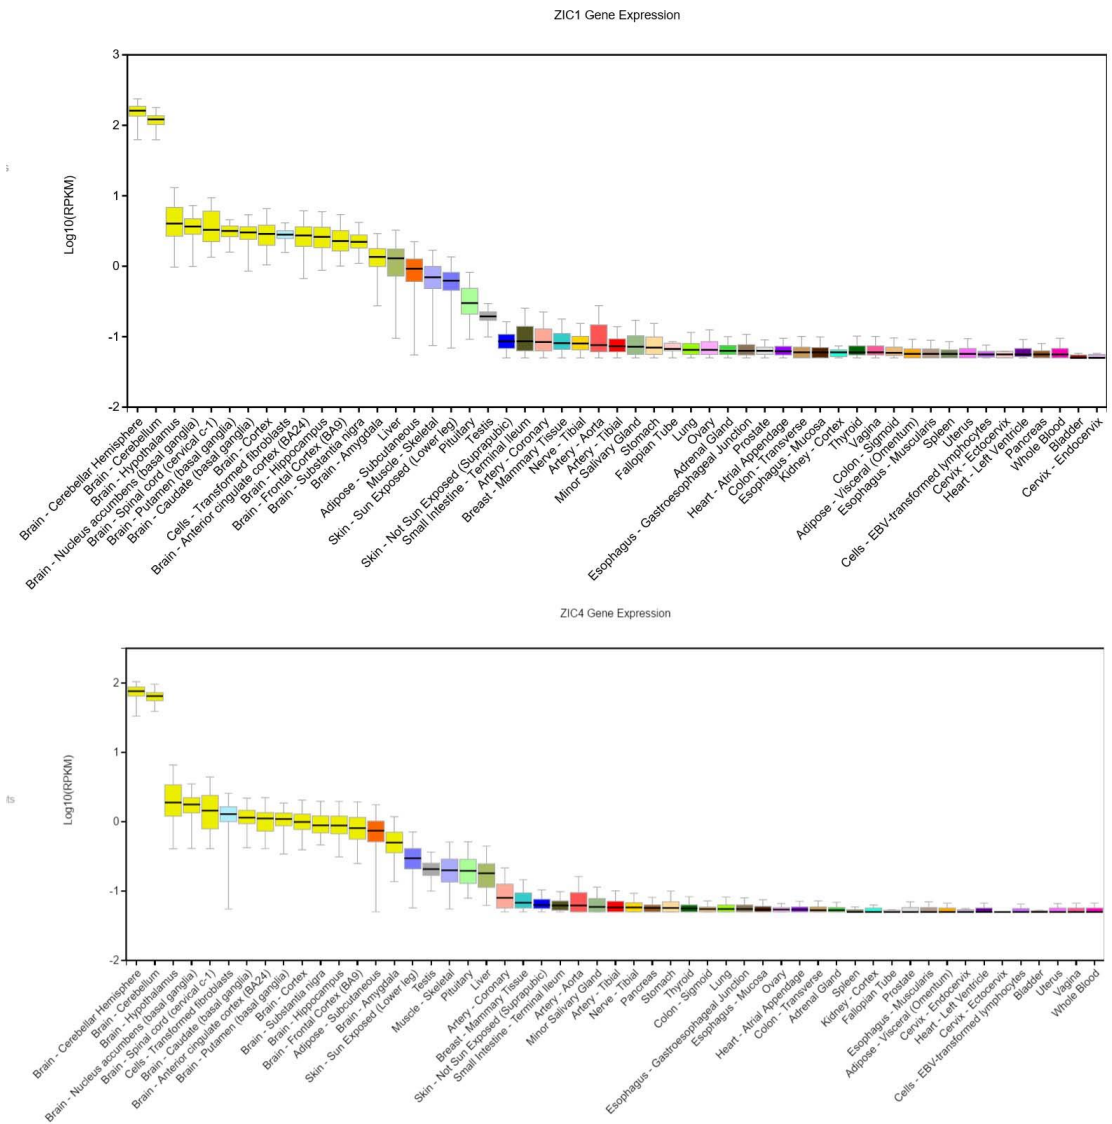 ZIC1 Gene Expression
3
2
1
0
-1
-2
Log10(RPKM)
Brain - Cerebellar Hemisphere
Brain - Cerebellum
Brain - Hypothalamus
Brain - Nucleus accumbens (basal ganglia)
Brain - Spinal cord (cervical c-1)
Brain - Putamen (basal ganglia)
Brain - Caudate (basal ganglia)
Brain - Cortex
Cells - Transformed fibroblasts
Brain - Anterior cingulate cortex (BA24)
Brain - Hippocampus
Brain - Frontal Cortex (BA9)
Brain - Substantia nigra
Brain - Amygdala
Liver
Adipose - Subcutaneous
Muscle - Skeletal
Skin - Sun Exposed (Lower leg)
Pituitary
Testis
Skin - Not Sun Exposed (Suprapubic)
Small Intestine - Terminal Ileum
Artery - Coronary
Breast - Mammary Tissue
Nerve - Tibial
Artery - Aorta
Artery - Tibial
Minor Salivary Gland
Stomach
Fallopian Tube
Lung
Ovary
Adrenal Gland
Esophagus - Gastroesophageal Junction
Prostate
Heart - Atrial Appendage
Colon - Transverse
Esophagus - Mucosa
Kidney - Cortex
Thyroid
Vagina
Colon - Sigmoid
Adipose - Visceral (Omentum)
Esophagus - Muscularis
Spleen
Uterus
Cells - EBV-transformed lymphocytes
Cervix - Ectocervix
Heart - Left Ventricle
Pancreas
Whole Blood
Bladder
Cervix - Endocervix
ZIC4 Gene Expression
2
1
0
-1
-2
ts
Log10(RPKM)
Brain - Cerebellar Hemisphere
Brain - Cerebellum
Brain - Hypothalamus
Brain - Nucleus accumbens (basal ganglia)
Brain - Spinal cord (cervical c-1)
Cells - Transformed fibroblasts
Brain - Caudate (basal ganglia)
Brain - Anterior cingulate cortex (BA24)
Brain - Putamen (basal ganglia)
Brain - Cortex
Brain - Substantia nigra
Brain - Hippocampus
Brain - Frontal Cortex (BA9)
Adipose - Subcutaneous
Brain - Amygdala
Skin - Sun Exposed (Lower leg)
Testis
Muscle - Skeletal
Pituitary
Liver
Artery - Coronary
Breast - Mammary Tissue
Skin - Not Sun Exposed (Suprapubic)
Small Intestine - Terminal Ileum
Artery - Aorta
Minor Salivary Gland
Artery - Tibial
Nerve - Tibial
Pancreas
Stomach
Thyroid
Colon - Sigmoid
Lung
Esophagus - Gastroesophageal Junction
Esophagus - Mucosa
Ovary
Heart - Atrial Appendage
Colon - Transverse
Adrenal Gland
Spleen
Kidney - Cortex
Fallopian Tube
Prostate
Esophagus - Muscularis
Adipose - Visceral (Omentum)
Cervix - Endocervix
Heart - Left Ventricle
Cervix - Ectocervix
Cells - EBV-transformed lymphocytes
Bladder
Uterus
Vagina
Whole Blood